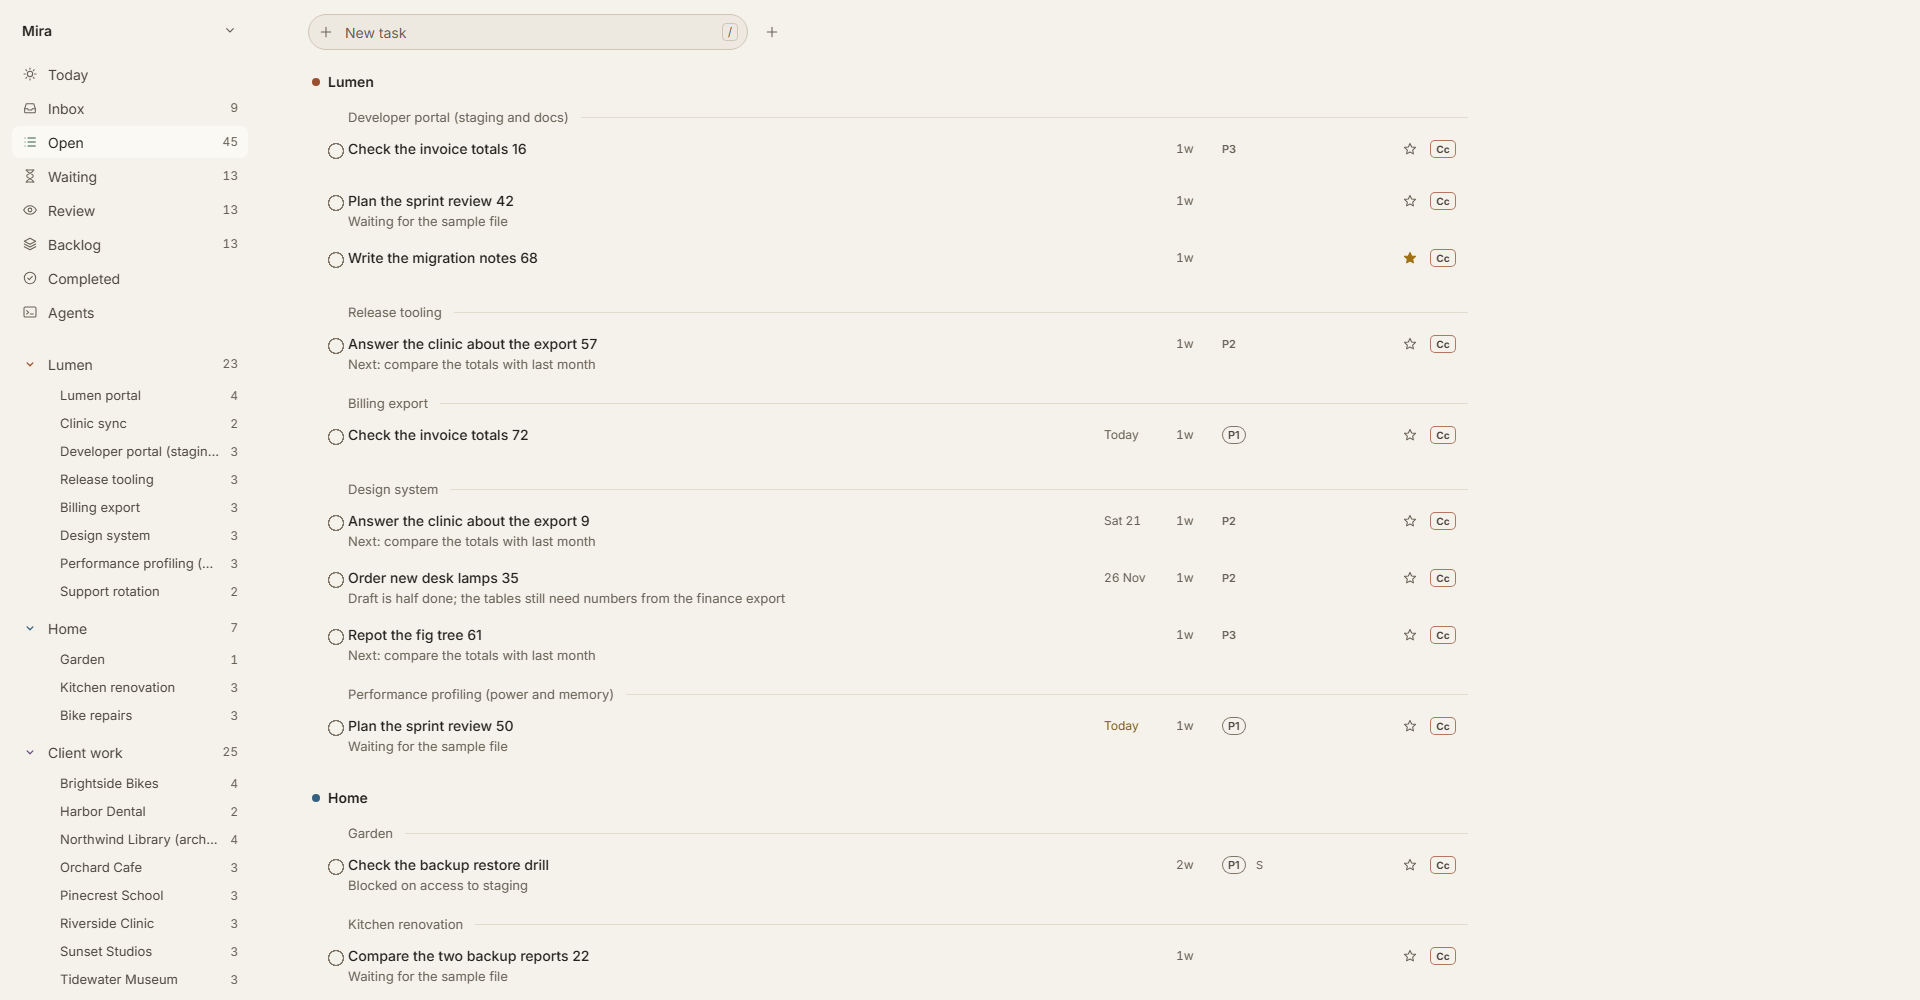 Mira
Today
Inbox 9
Open 45
Waiting 13
Review 13
Backlog 13
Completed
Agents
Lumen 23
Lumen portal 4
Clinic sync 2
Developer portal (stagin... 3
Release tooling 3
Billing export 3
Design system 3
Performance profiling (... 3
Support rotation 2
Home 7
Garden 1
Kitchen renovation 3
Bike repairs 3
Client work 25
Brightside Bikes 4
Harbor Dental 2
Northwind Library (arch... 4
Orchard Cafe 3
Pinecrest School 3
Riverside Clinic 3
Sunset Studios 3
Tidewater Museum 3
New task /
Lumen
Developer portal (staging and docs)
Check the invoice totals 16 1w P3 Cc
Plan the sprint review 42 1w Cc
Waiting for the sample file
Write the migration notes 68 1w Cc
Release tooling
Answer the clinic about the export 57 1w P2 Cc
Next: compare the totals with last month
Billing export
Check the invoice totals 72 Today 1w P1 Cc
Design system
Answer the clinic about the export 9 Sat 21 1w P2 Cc
Next: compare the totals with last month
Order new desk lamps 35 26 Nov 1w P2 Cc
Draft is half done; the tables still need numbers from the finance export
Repot the fig tree 61 1w P3 Cc
Next: compare the totals with last month
Performance profiling (power and memory)
Plan the sprint review 50 Today 1w P1 Cc
Waiting for the sample file
Home
Garden
Check the backup restore drill 2w P1 S Cc
Blocked on access to staging
Kitchen renovation
Compare the two backup reports 22 1w Cc
Waiting for the sample file